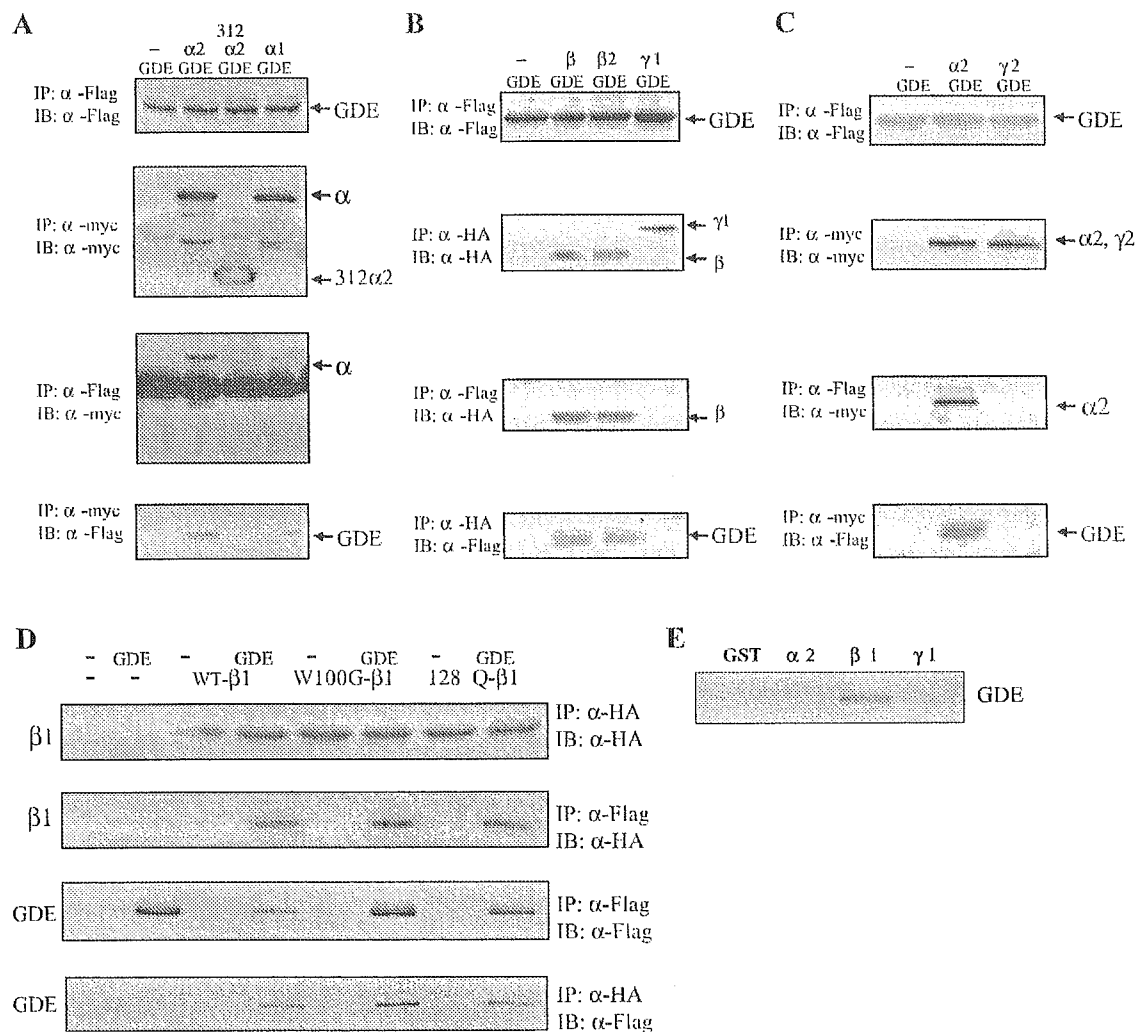 A
312
– α2 α2 α1
GDE GDE GDE GDE
IP: α -Flag
IB: α -Flag
GDE
IP: α -myc
IB: α -myc
α
312α2
IP: α -Flag
IB: α -myc
α
IP: α -myc
IB: α -Flag
GDE
B
– β β2 γ1
GDE GDE GDE GDE
IP: α -Flag
IB: α -Flag
GDE
IP: α -HA
IB: α -HA
γ1
β
IP: α -Flag
IB: α -HA
β
IP: α -HA
IB: α -Flag
GDE
C
– α2 γ2
GDE GDE GDE
IP: α -Flag
IB: α -Flag
GDE
IP: α -myc
IB: α -myc
α2, γ2
IP: α -Flag
IB: α -myc
α2
IP: α -myc
IB: α -Flag
GDE
D
– GDE – GDE – GDE – GDE
– – WT-β1 W100G-β1 128 Q-β1
β1
IP: α-HA
IB: α-HA
β1
IP: α-Flag
IB: α-HA
GDE
IP: α-Flag
IB: α-Flag
GDE
IP: α-HA
IB: α-Flag
E
GST α2 β1 γ1
GDE